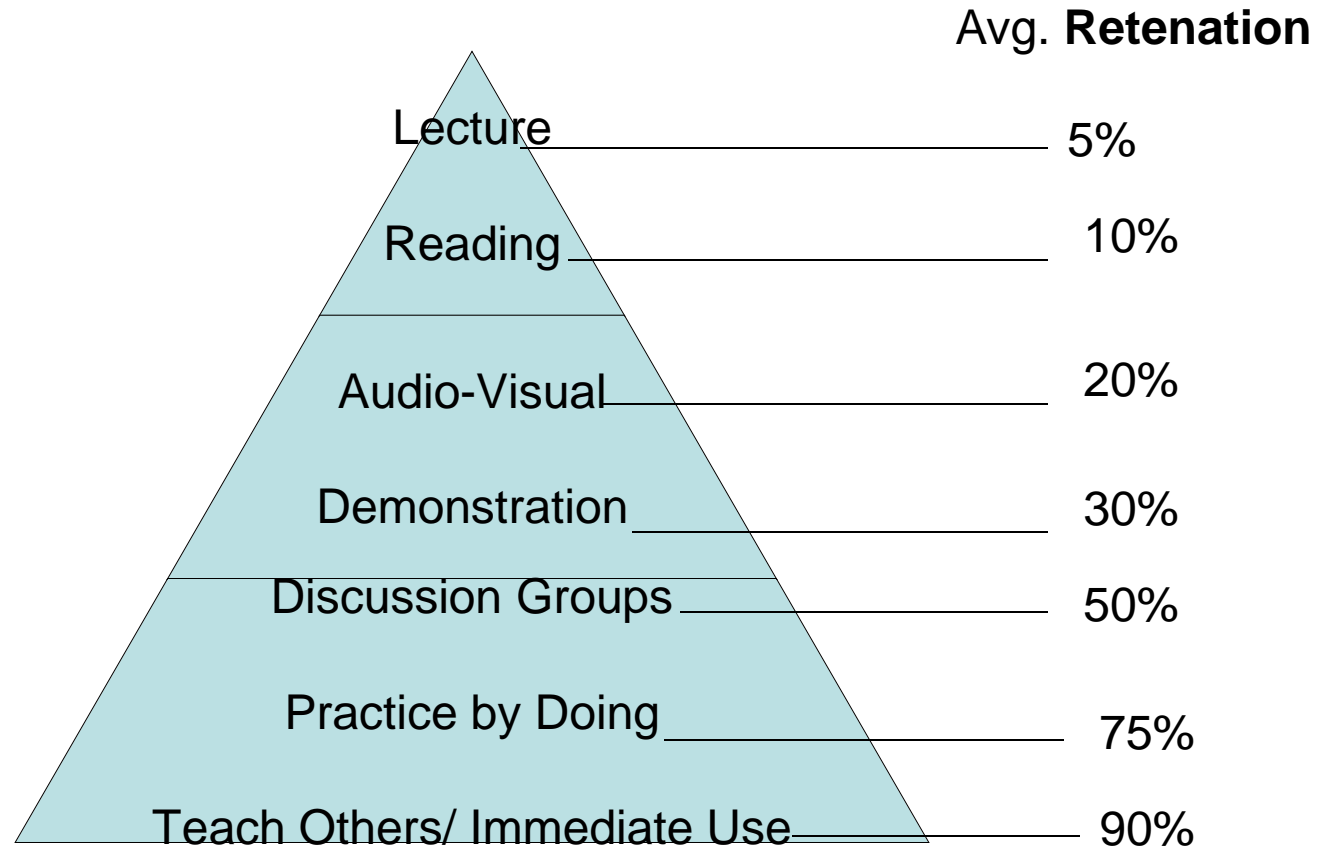 Avg. Retenation
Lecture 5%
Reading 10%
Audio-Visual 20%
Demonstration 30%
Discussion Groups 50%
Practice by Doing 75%
Teach Others/ Immediate Use 90%